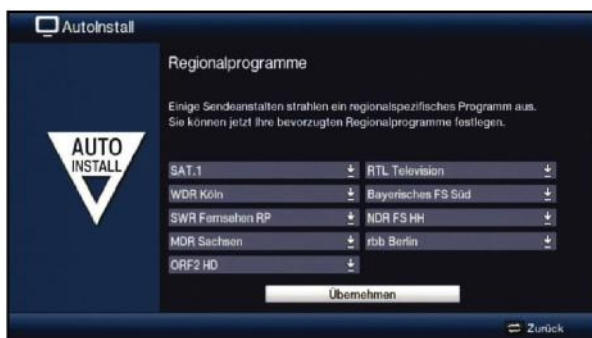 AutoInstall
Regionalprogramme
Einige Sendeanstalten strahlen ein regionalspezifisches Programm aus.
Sie können jetzt Ihre bevorzugten Regionalprogramme festlegen.
AUTO
INSTALL
SAT.1
RTL Television
WDR Köln
Bayerisches FS Süd
SWR Fernsehen RP
NDR FS HH
MDR Sachsen
rbb Berlin
ORF2 HD
Übernehmen
Zurück